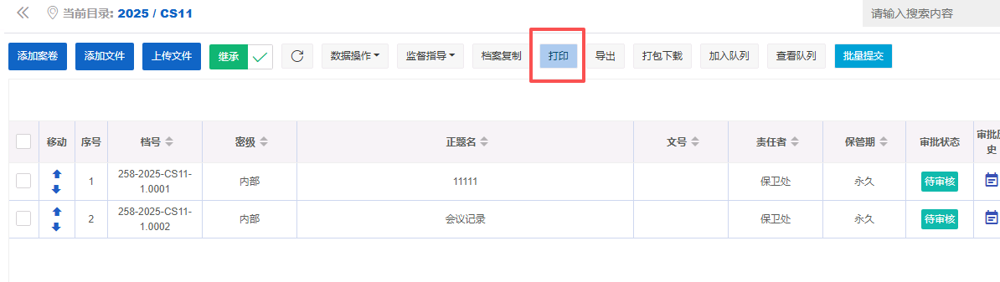 当前目录: 2025 / CS11
请输入搜索内容
添加案卷 添加文件 上传文件 继承 数据操作 监督指导 档案复制 打印 导出 打包下载 加入队列 查看队列 批量提交
移动 序号 档号 密级 正题名 文号 责任者 保管期 审批状态 审批历
史
1 258-2025-CS11-
1.0001 内部 11111 保卫处 永久 待审核
2 258-2025-CS11-
1.0002 内部 会议记录 保卫处 永久 待审核